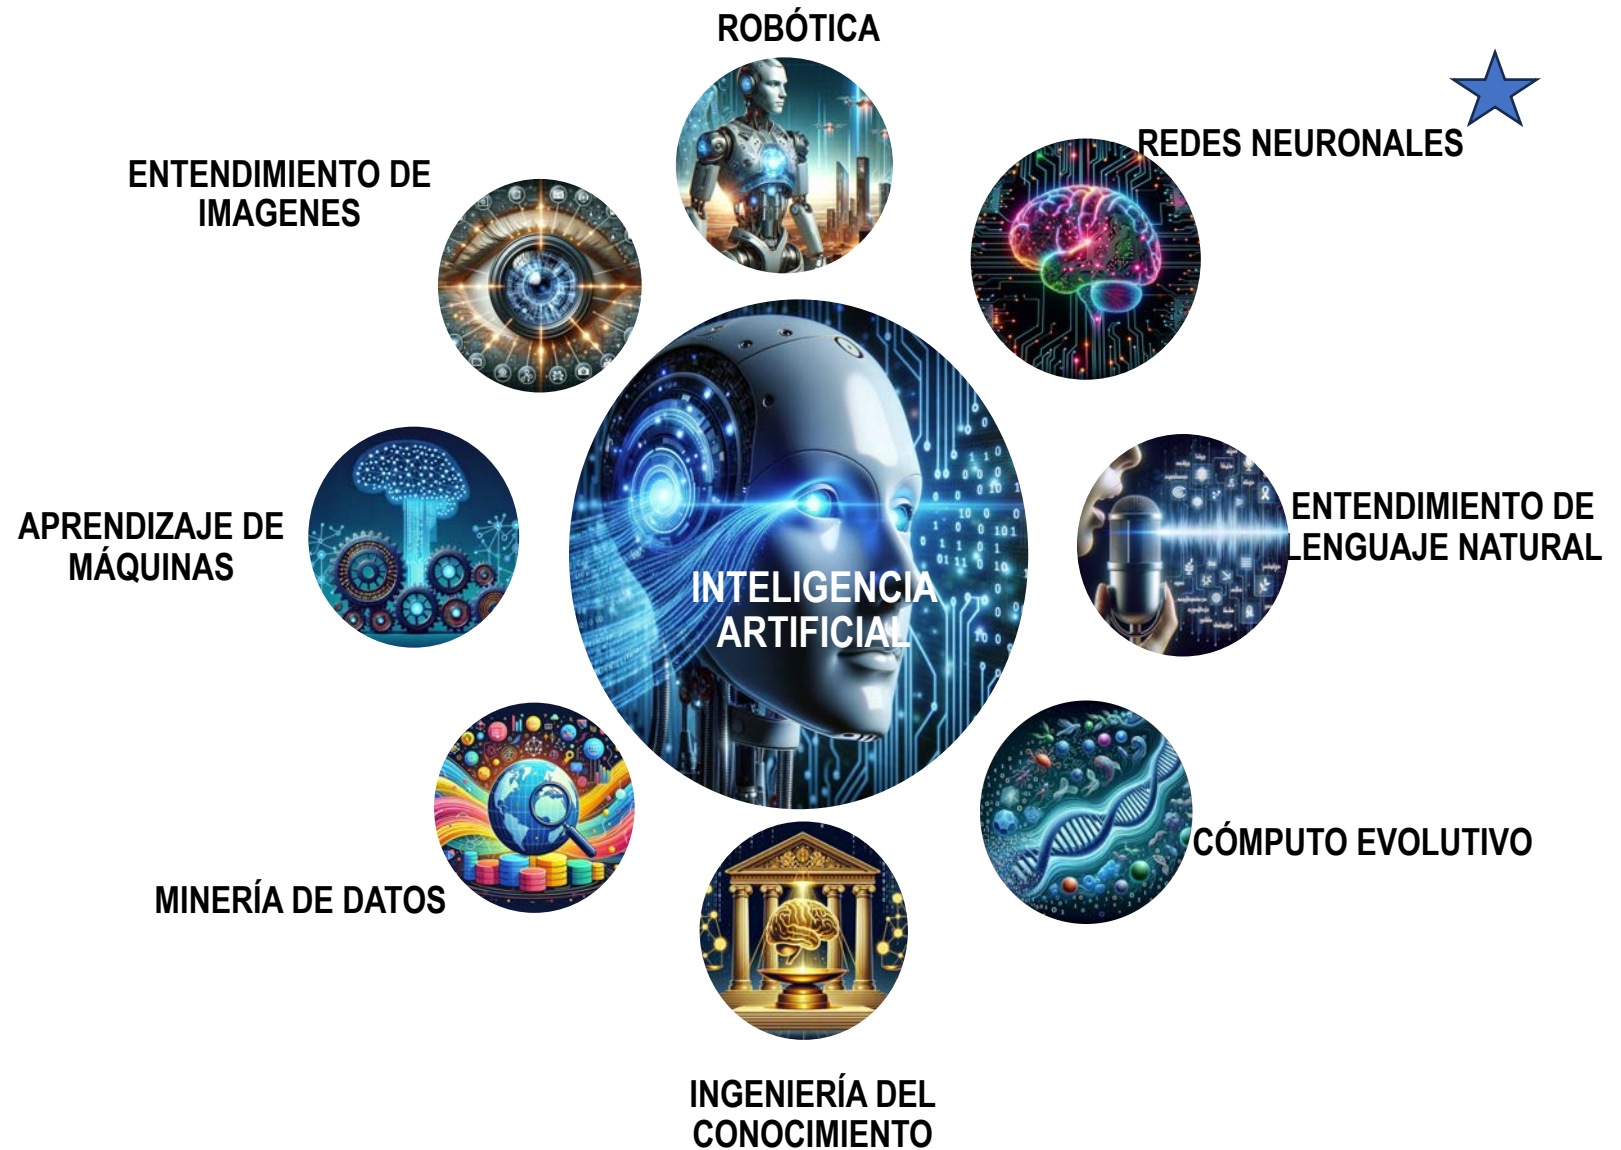 ROBÓTICA
REDES NEURONALES
ENTENDIMIENTO DE
IMAGENES
ENTENDIMIENTO DE
LENGUAJE NATURAL
APRENDIZAJE DE
MÁQUINAS
INTELIGENCIA
ARTIFICIAL
CÓMPUTO EVOLUTIVO
MINERÍA DE DATOS
INGENIERÍA DEL
CONOCIMIENTO